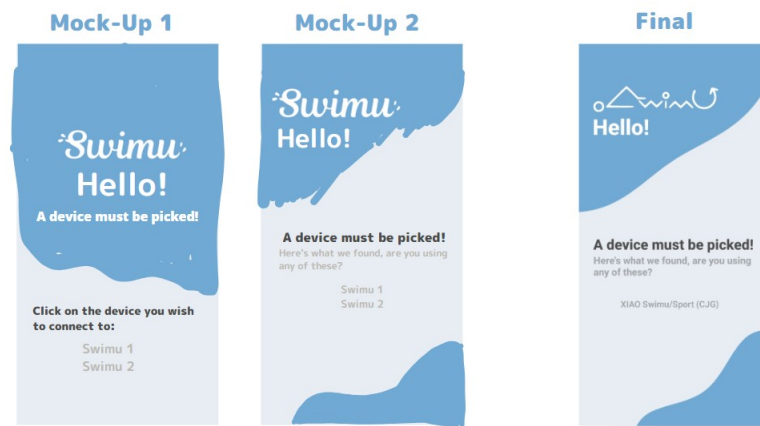 Mock-Up 1
Swimu
Hello!
A device must be picked!
Click on the device you wish
to connect to:
Swimu 1
Swimu 2
Mock-Up 2
Swimu
Hello!
A device must be picked!
Here's what we found, are you using
any of these?
Swimu 1
Swimu 2
Final
Swimu
Hello!
A device must be picked!
Here's what we found, are you using
any of these?
XIAO Swimu/Sport (CJG)